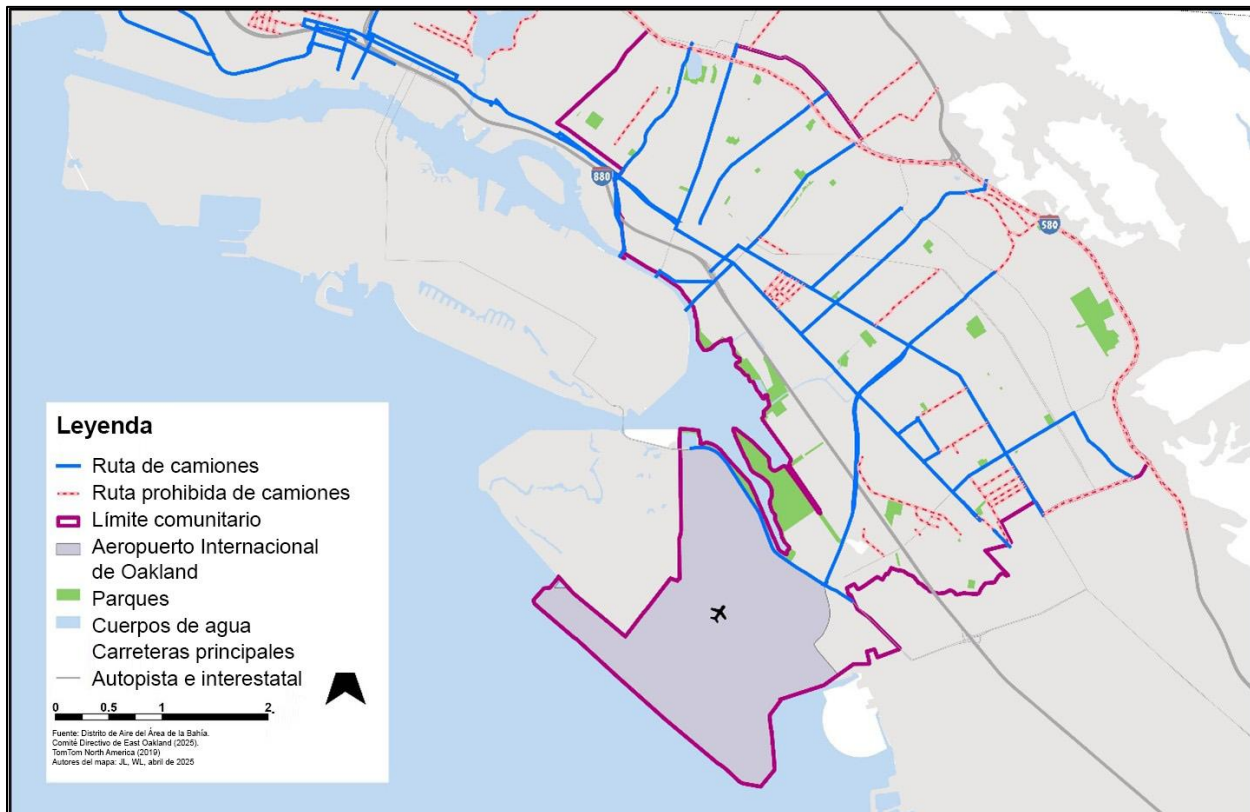 880
580
Leyenda
Ruta de camiones
Ruta prohibida de camiones
Límite comunitario
Aeropuerto Internacional
de Oakland
Parques
Cuerpos de agua
Carreteras principales
Autopista e interestatal
0 0.5 1 2.
Fuente: Distrito de Aire del Área de la Bahía.
Comité Directivo de East Oakland (2025).
TomTom North America (2019)
Autores del mapa: JL, WL, abril de 2025